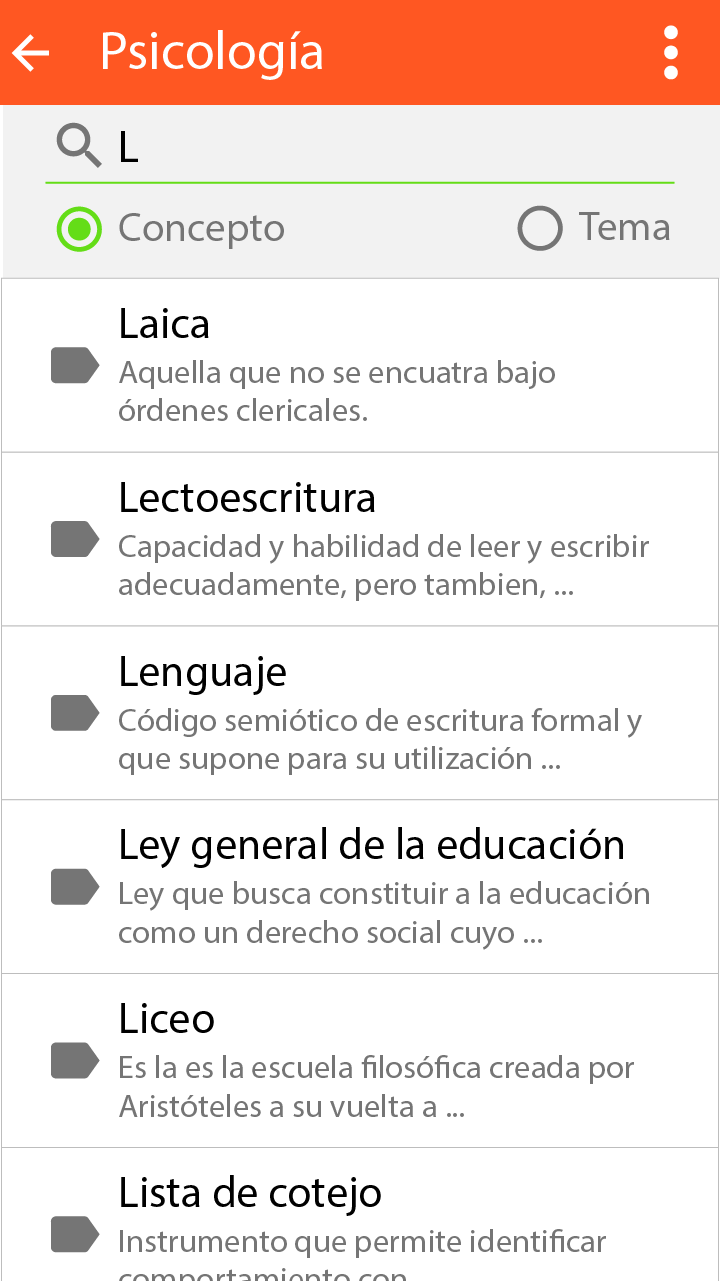 Psicología
L
Concepto
Tema
Laica
Aquella que no se encuatra bajo
órdenes clericales.
Lectoescritura
Capacidad y habilidad de leer y escribir
adecuadamente, pero tambien, ...
Lenguaje
Código semiótico de escritura formal y
que supone para su utilización ...
Ley general de la educación
Ley que busca constituir a la educación
como un derecho social cuyo ...
Liceo
Es la es la escuela filosófica creada por
Aristóteles a su vuelta a ...
Lista de cotejo
Instrumento que permite identificar
comportamiento con